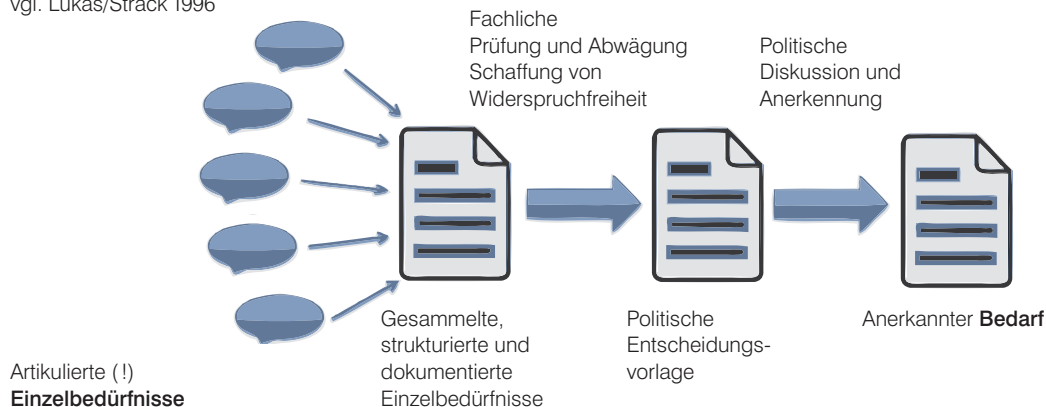 vgl. Lukas/Strack 1996
Fachliche
Prüfung und Abwägung
Schaffung von
Widerspruchfreiheit
Politische
Diskussion und
Anerkennung
Gesammelte,
strukturierte und
dokumentierte
Einzelbedürfnisse
Politische
Entscheidungs-
vorlage
Anerkannter Bedarf
Artikulierte (!)
Einzelbedürfnisse